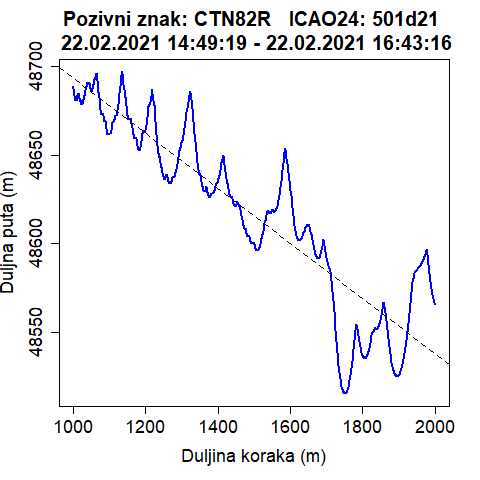 Pozivni znak: CTN82R   ICAO24: 501d21
22.02.2021 14:49:19 - 22.02.2021 16:43:16
Duljna puta (m)
48700
48650
48600
48550
1000
1200
1400
1600
1800
2000
Duljina koraka (m)